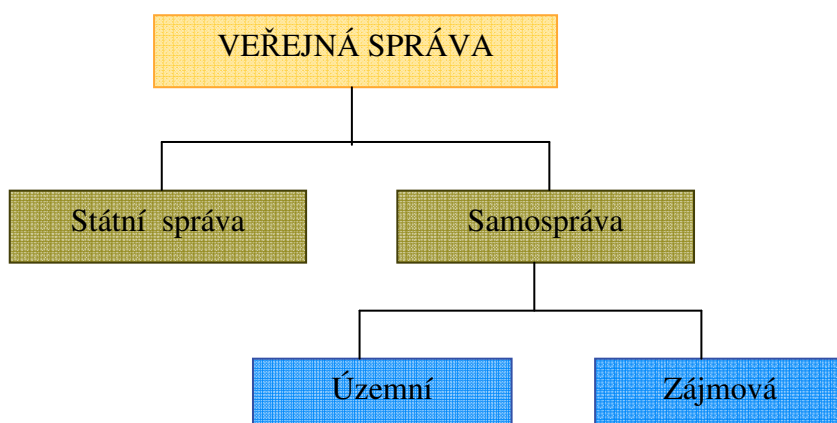 VEŘEJNÁ SPRÁVA
Státní správa
Samospráva
Územní
Zájmová